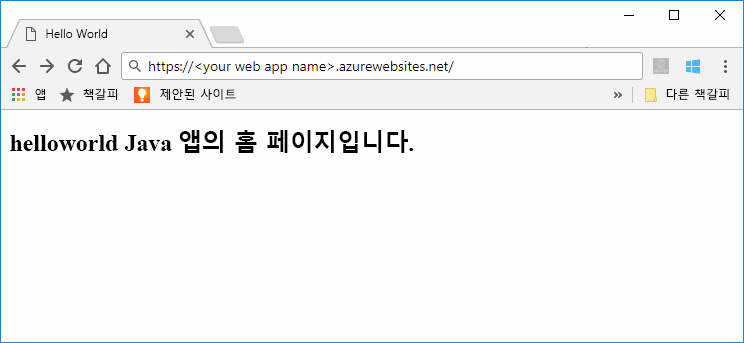 Hello World
https://<your web app name>.azurewebsites.net/
앱 책갈피 제안된 사이트 » 다른 책갈피
helloworld Java 앱의 홈 페이지입니다.